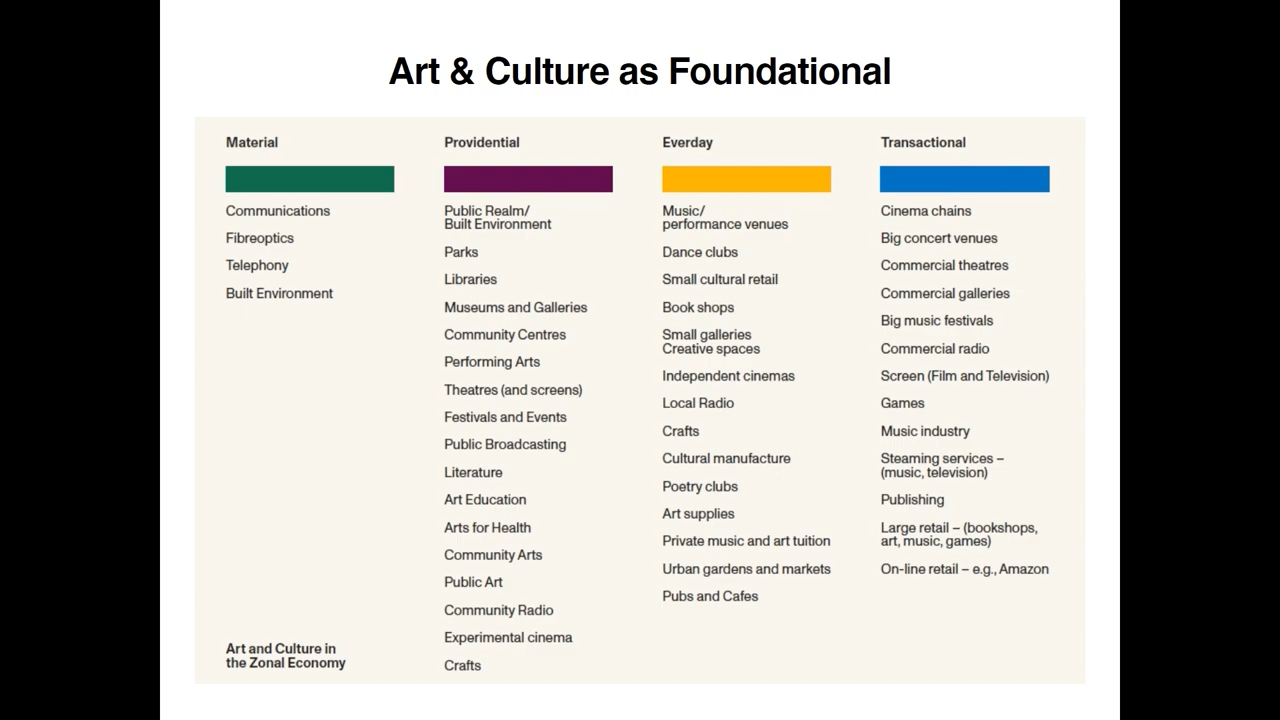 Art & Culture as Foundational
Material
Communications
Fibreoptics
Telephony
Built Environment
Art and Culture in
the Zonal Economy
Providential
Public Realm/
Built Environment
Parks
Libraries
Museums and Galleries
Community Centres
Performing Arts
Theatres (and screens)
Festivals and Events
Public Broadcasting
Literature
Art Education
Arts for Health
Community Arts
Public Art
Community Radio
Experimental cinema
Crafts
Everday
Music/
performance venues
Dance clubs
Small cultural retail
Book shops
Small galleries
Creative spaces
Independent cinemas
Local Radio
Crafts
Cultural manufacture
Poetry clubs
Art supplies
Private music and art tuition
Urban gardens and markets
Pubs and Cafes
Transactional
Cinema chains
Big concert venues
Commercial theatres
Commercial galleries
Big music festivals
Commercial radio
Screen (Film and Television)
Games
Music industry
Steaming services –
(music, television)
Publishing
Large retail – (bookshops,
art, music, games)
On-line retail – e.g., Amazon